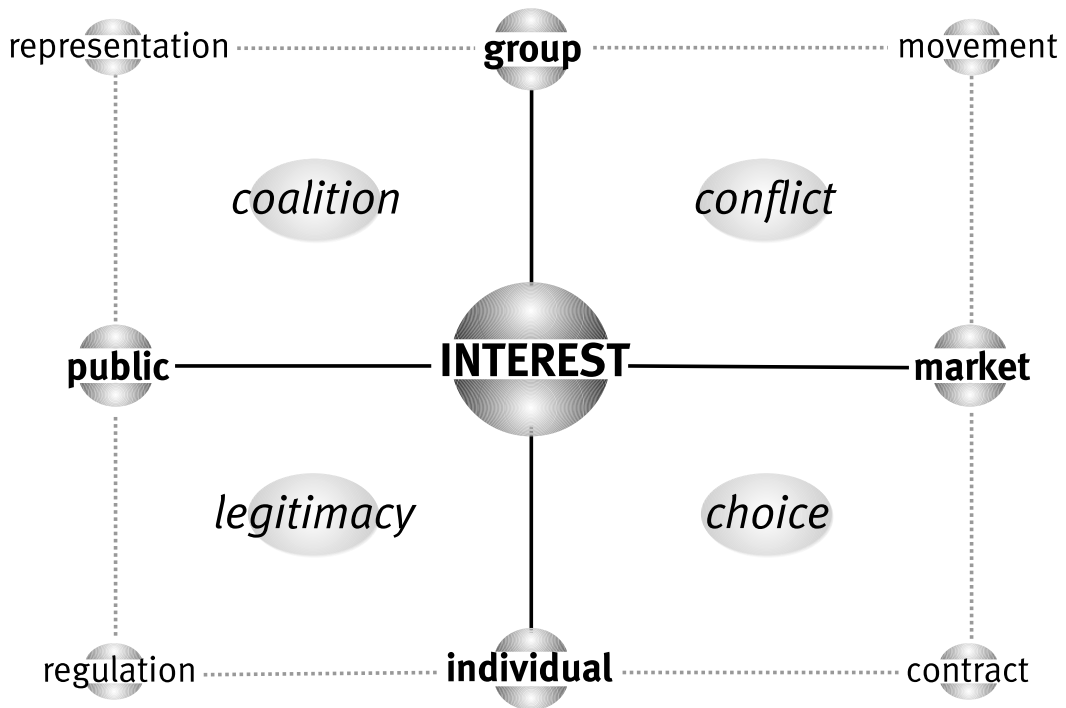 representation
group
movement
coalition
conflict
public
INTEREST
market
legitimacy
choice
regulation
individual
contract